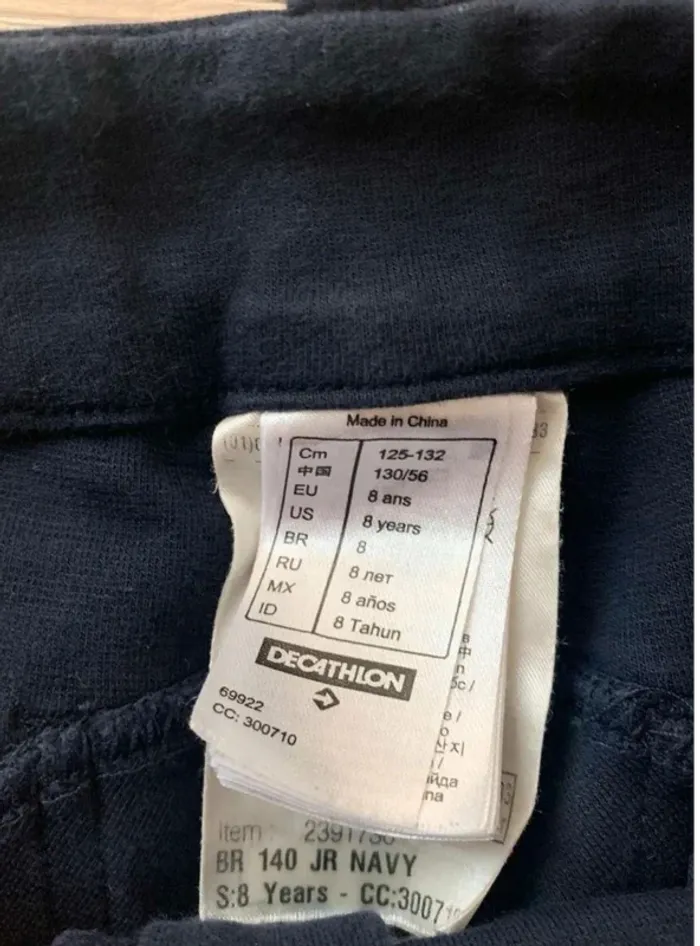 Made in China
Cm 125-132
中国 130/56
EU 8 ans
US 8 years
BR 8
RU 8 лет
MX 8 años
ID 8 Tahun
DECATHLON
69922
CC: 300710
Item :
BR 140 JR NAVY
S:8 Years - CC:300710